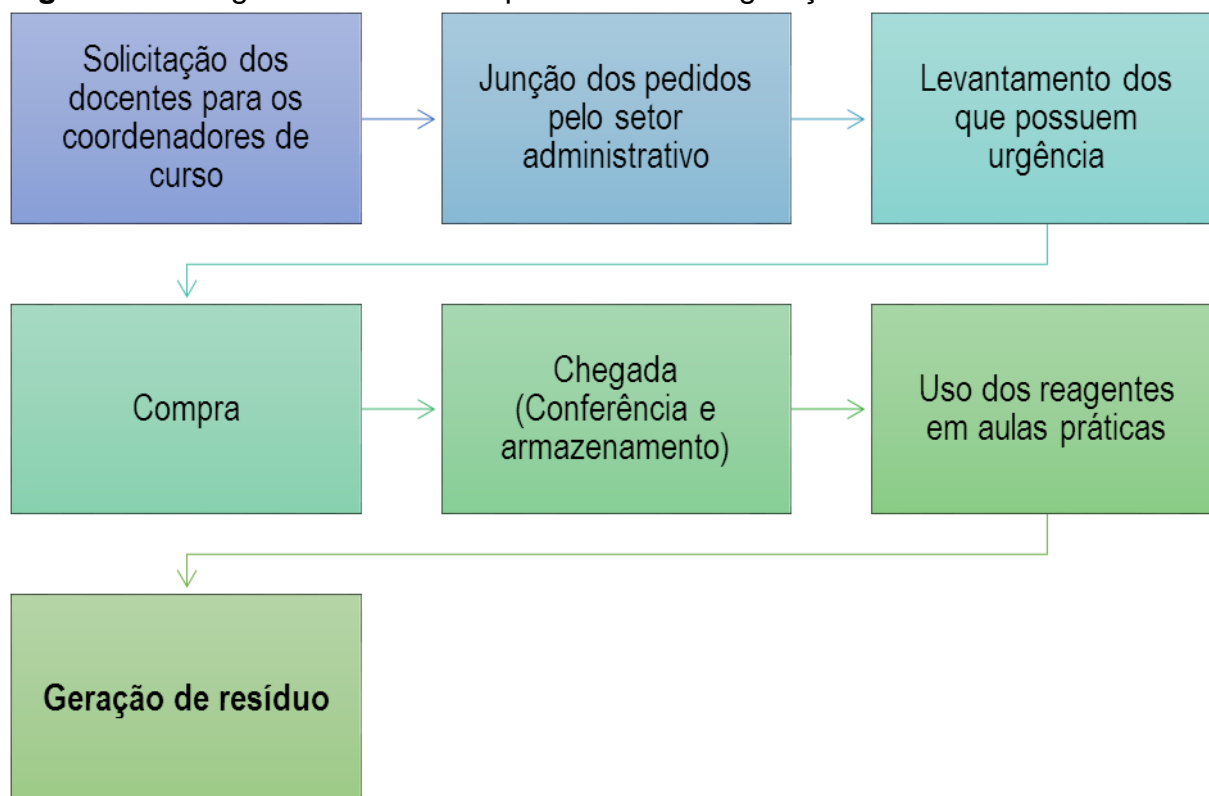 Solicitação dos
docentes para os
coordenadores de
curso
Junção dos pedidos
pelo setor
administrativo
Levantamento dos
que possuem
urgência
Compra
Chegada
(Conferência e
armazenamento)
Uso dos reagentes
em aulas práticas
Geração de resíduo